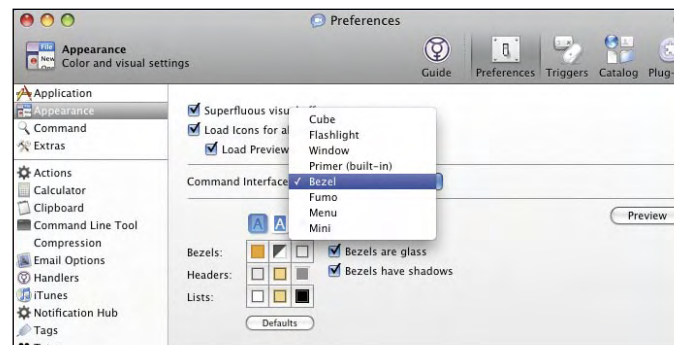 Preferences
Appearance
Color and visual settings
Guide Preferences Triggers Catalog Plug-
Application
Appearance
Command
Extras
Actions
Calculator
Clipboard
Command Line Tool
Compression
Email Options
Handlers
iTunes
Notification Hub
Tags
Superfluous visu
Load Icons for al
Load Preview
Command Interface
Cube
Flashlight
Window
Primer (built-in)
✓ Bezel
Fumo
Menu
Mini
Preview
A A
Bezels:
Headers:
Lists:
Bezels are glass
Bezels have shadows
Defaults